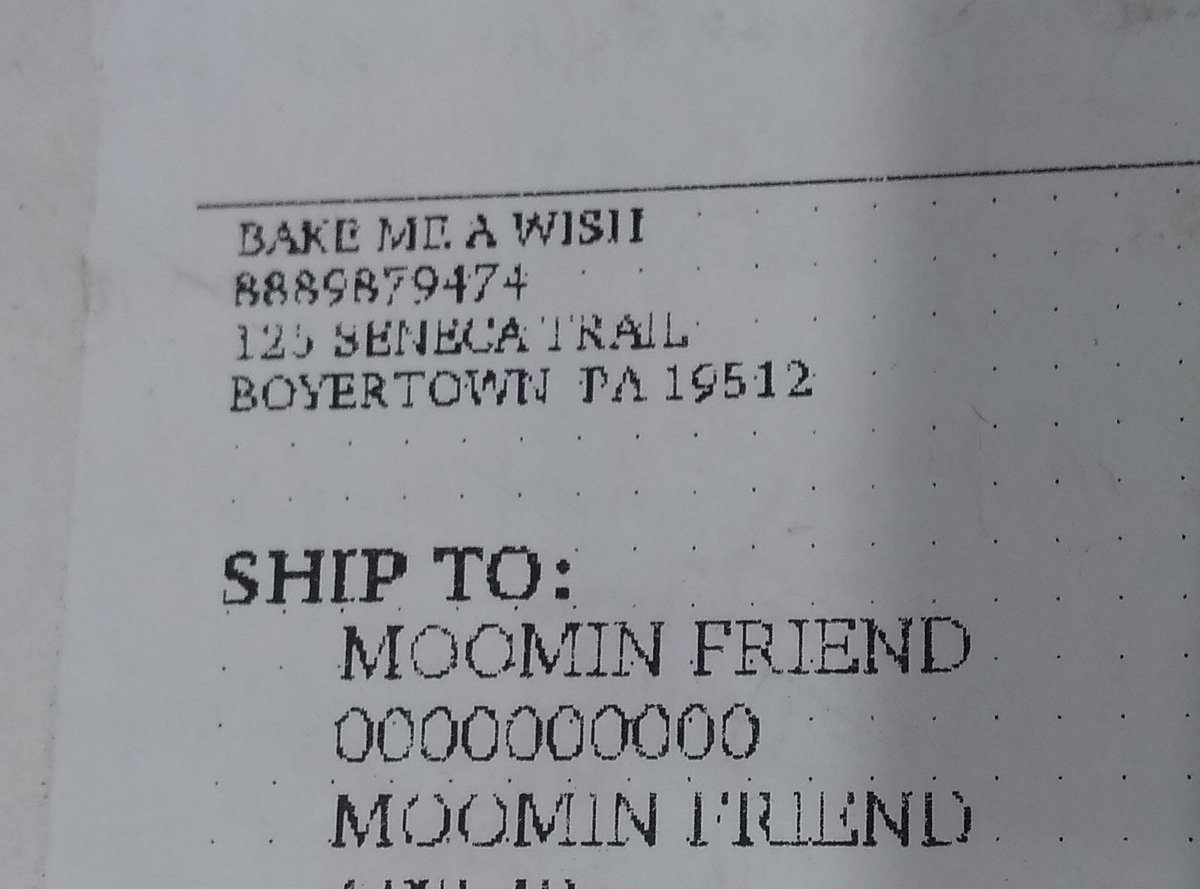 BAKE ME A WISH
8889879474
125 SENECA TRAIL
BOYERTOWN PA 19512
SHIP TO:
MOOMIN FRIEND
0000000000
MOOMIN FRIEND